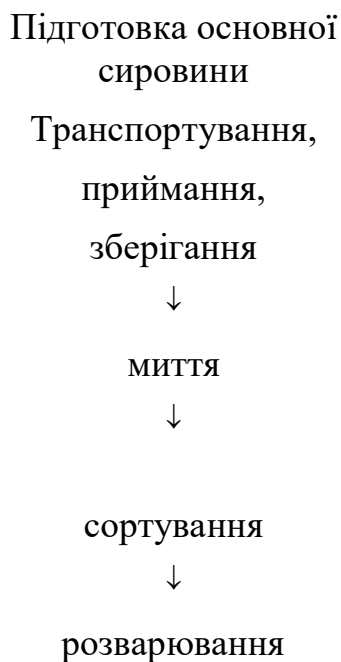 Підготовка основної
сировини
Транспортування,
приймання,
зберігання
↓
миття
↓
сортування
↓
розварювання